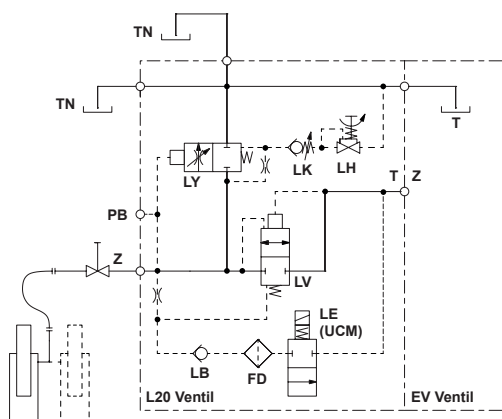 TN
TN
T
LY
LK
LH
PB
T
Z
Z
LV
LE
(UCM)
LB
FD
L20 Ventil
EV Ventil